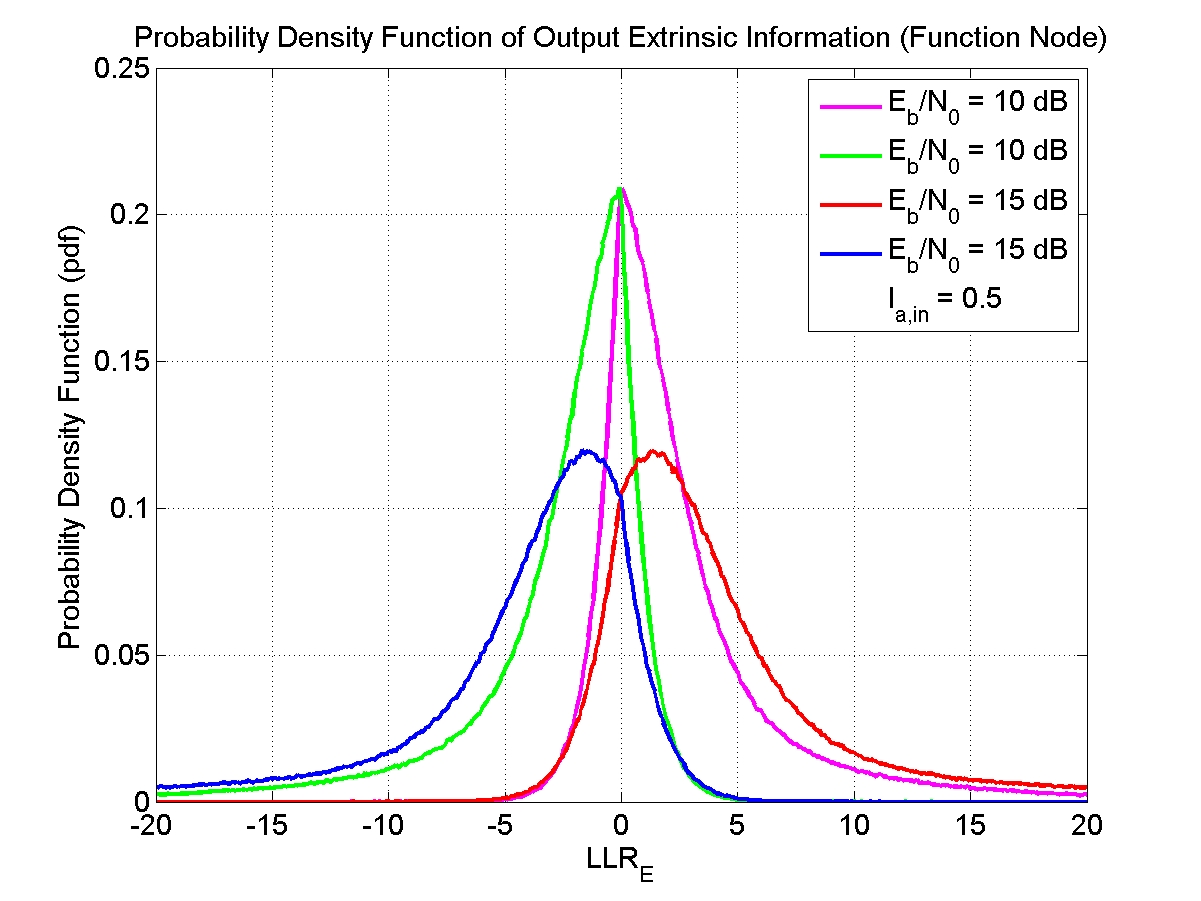 Probability Density Function of Output Extrinsic Information (Function Node)
0.25
0.2
0.15
0.1
0.05
0
Probability Density Function (pdf)
E_b/N_0 = 10 dB
E_b/N_0 = 10 dB
E_b/N_0 = 15 dB
E_b/N_0 = 15 dB
I_a,in = 0.5
-20 -15 -10 -5 0 5 10 15 20
LLR_E